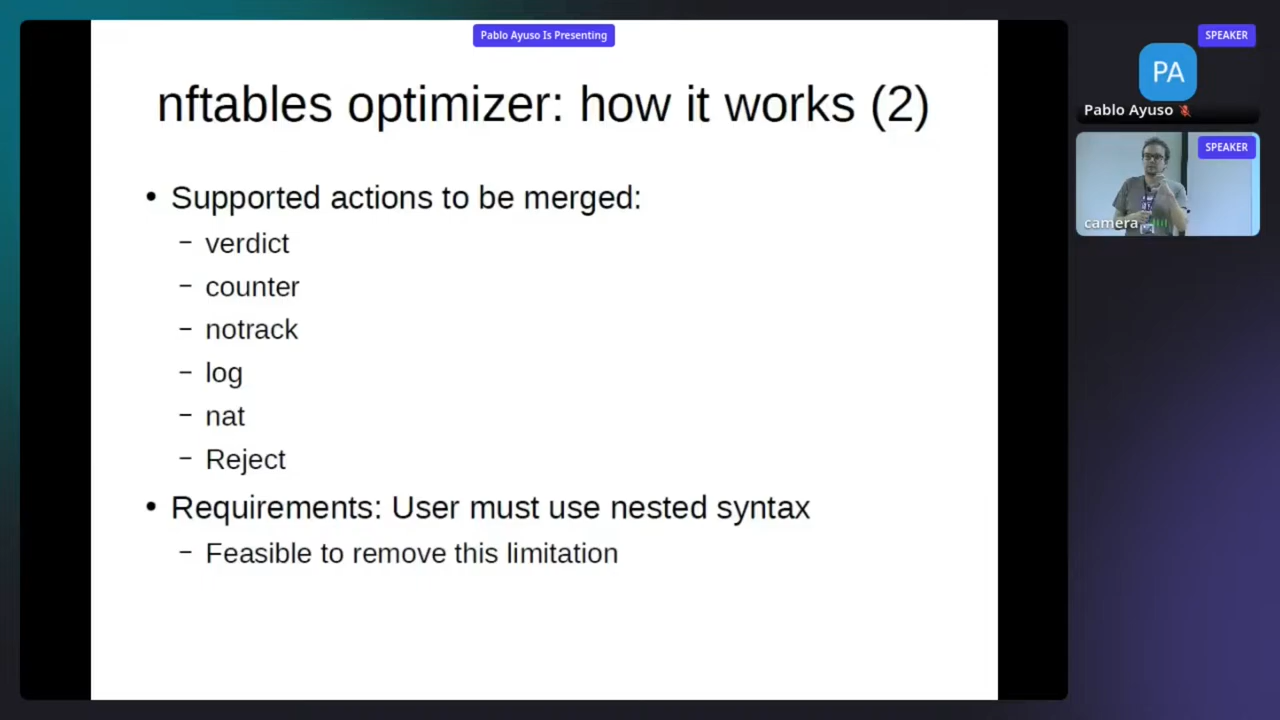 Pablo Ayuso Is Presenting
nftables optimizer: how it works (2)
• Supported actions to be merged:
– verdict
– counter
– notrack
– log
– nat
– Reject
• Requirements: User must use nested syntax
– Feasible to remove this limitation
SPEAKER
PA
Pablo Ayuso
SPEAKER
camera